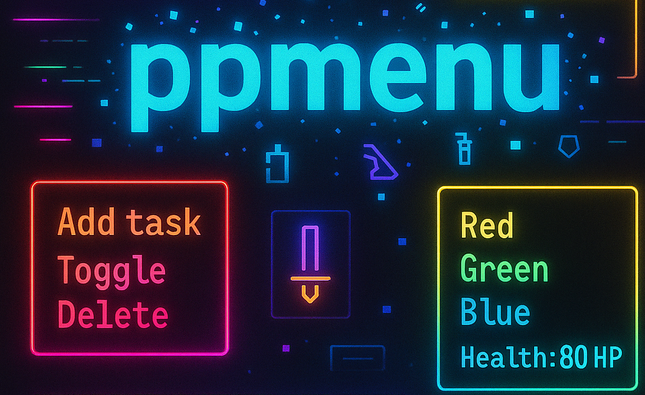 ppmenu
Add task
Toggle
Delete
Red
Green
Blue
Health:80 HP